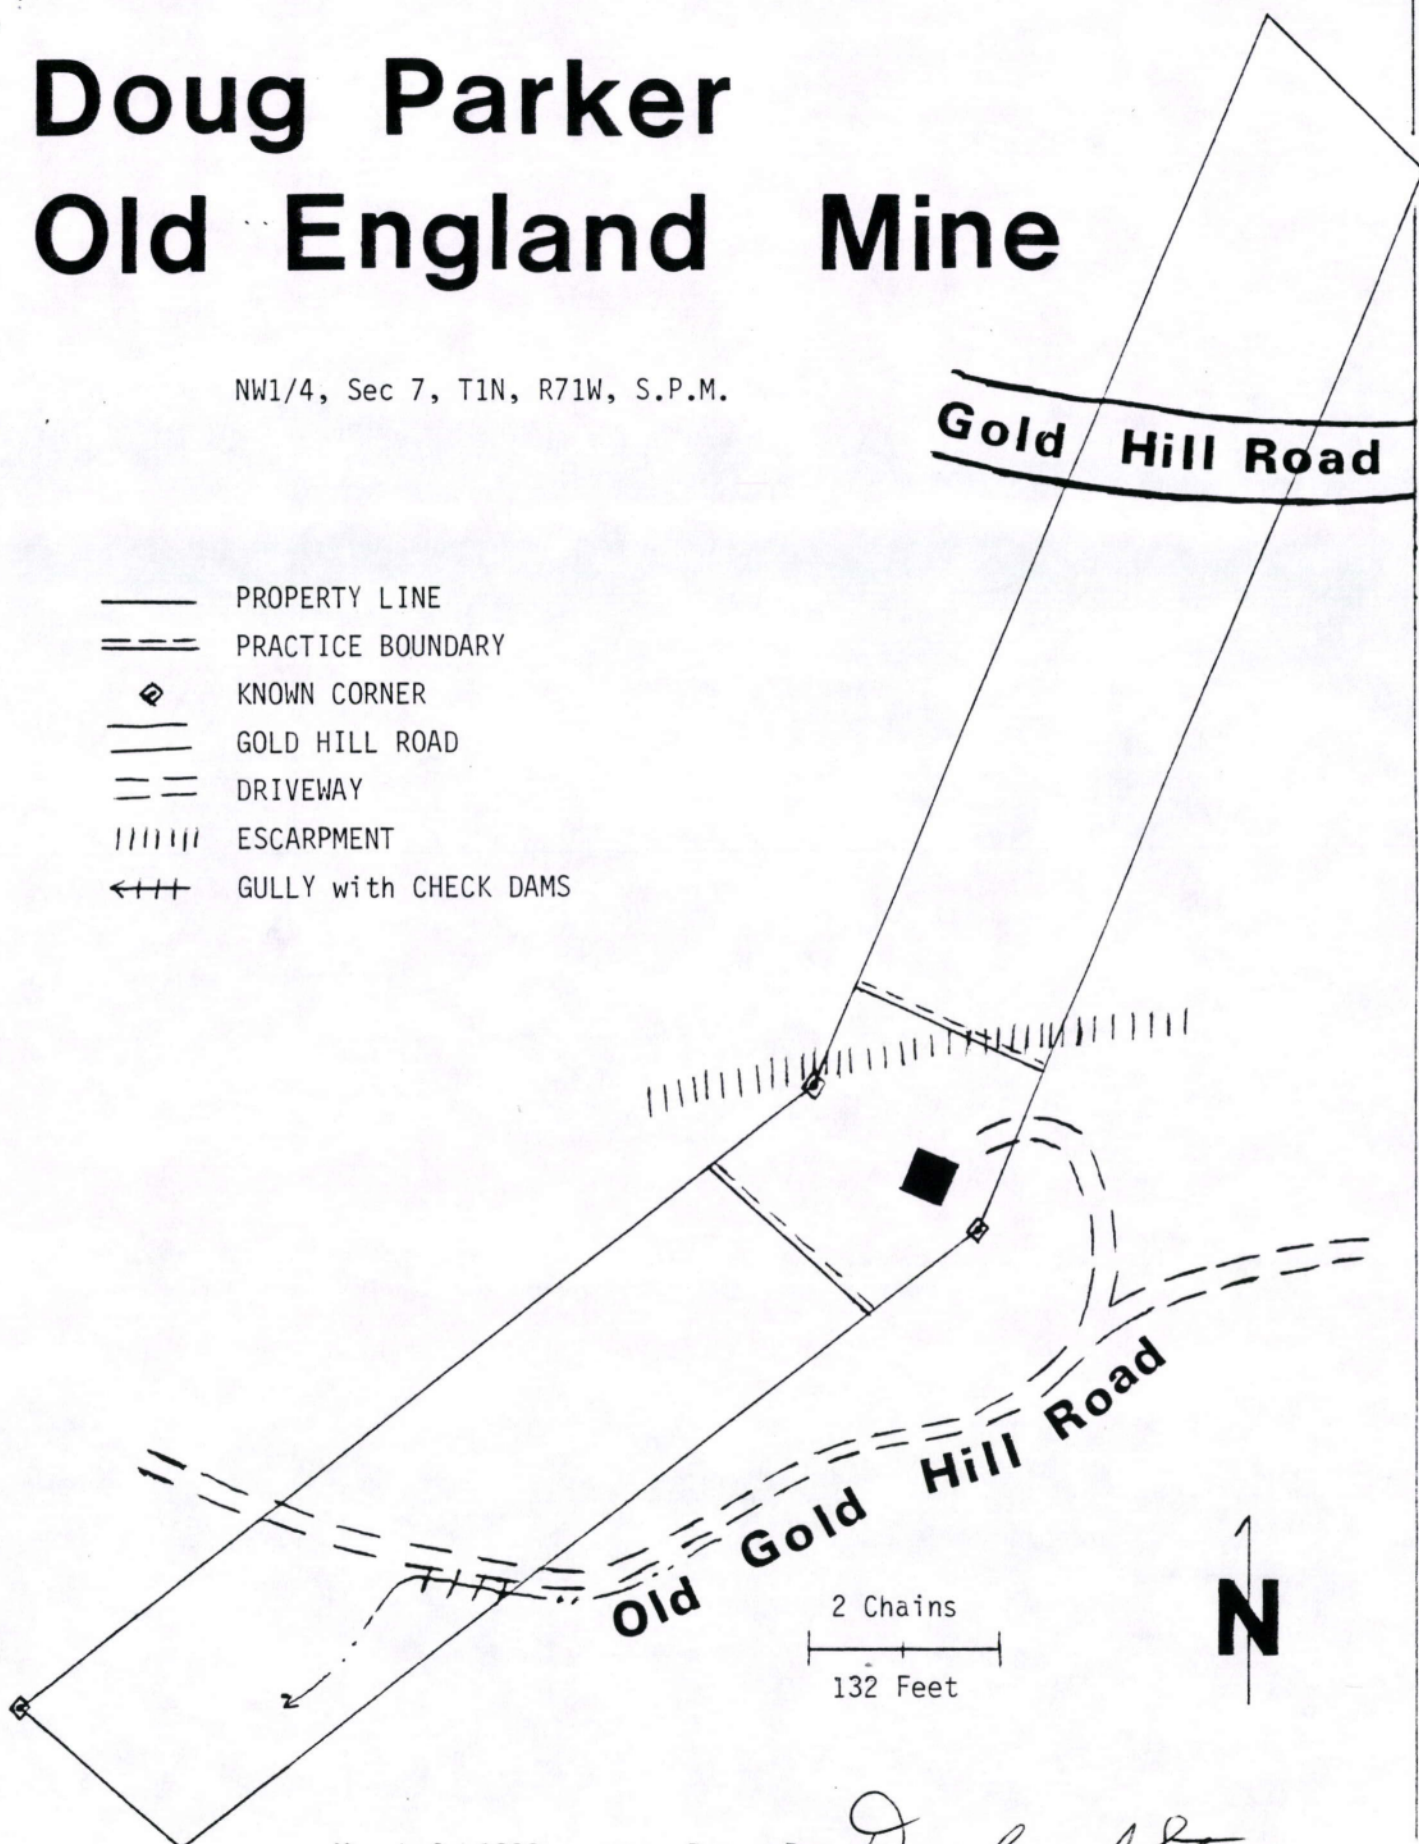 Doug Parker
Old England Mine
NW1/4, Sec 7, T1N, R71W, S.P.M.
Gold Hill Road
PROPERTY LINE
PRACTICE BOUNDARY
KNOWN CORNER
GOLD HILL ROAD
DRIVEWAY
ESCARPMENT
GULLY with CHECK DAMS
Old Gold Hill Road
2 Chains
132 Feet
N